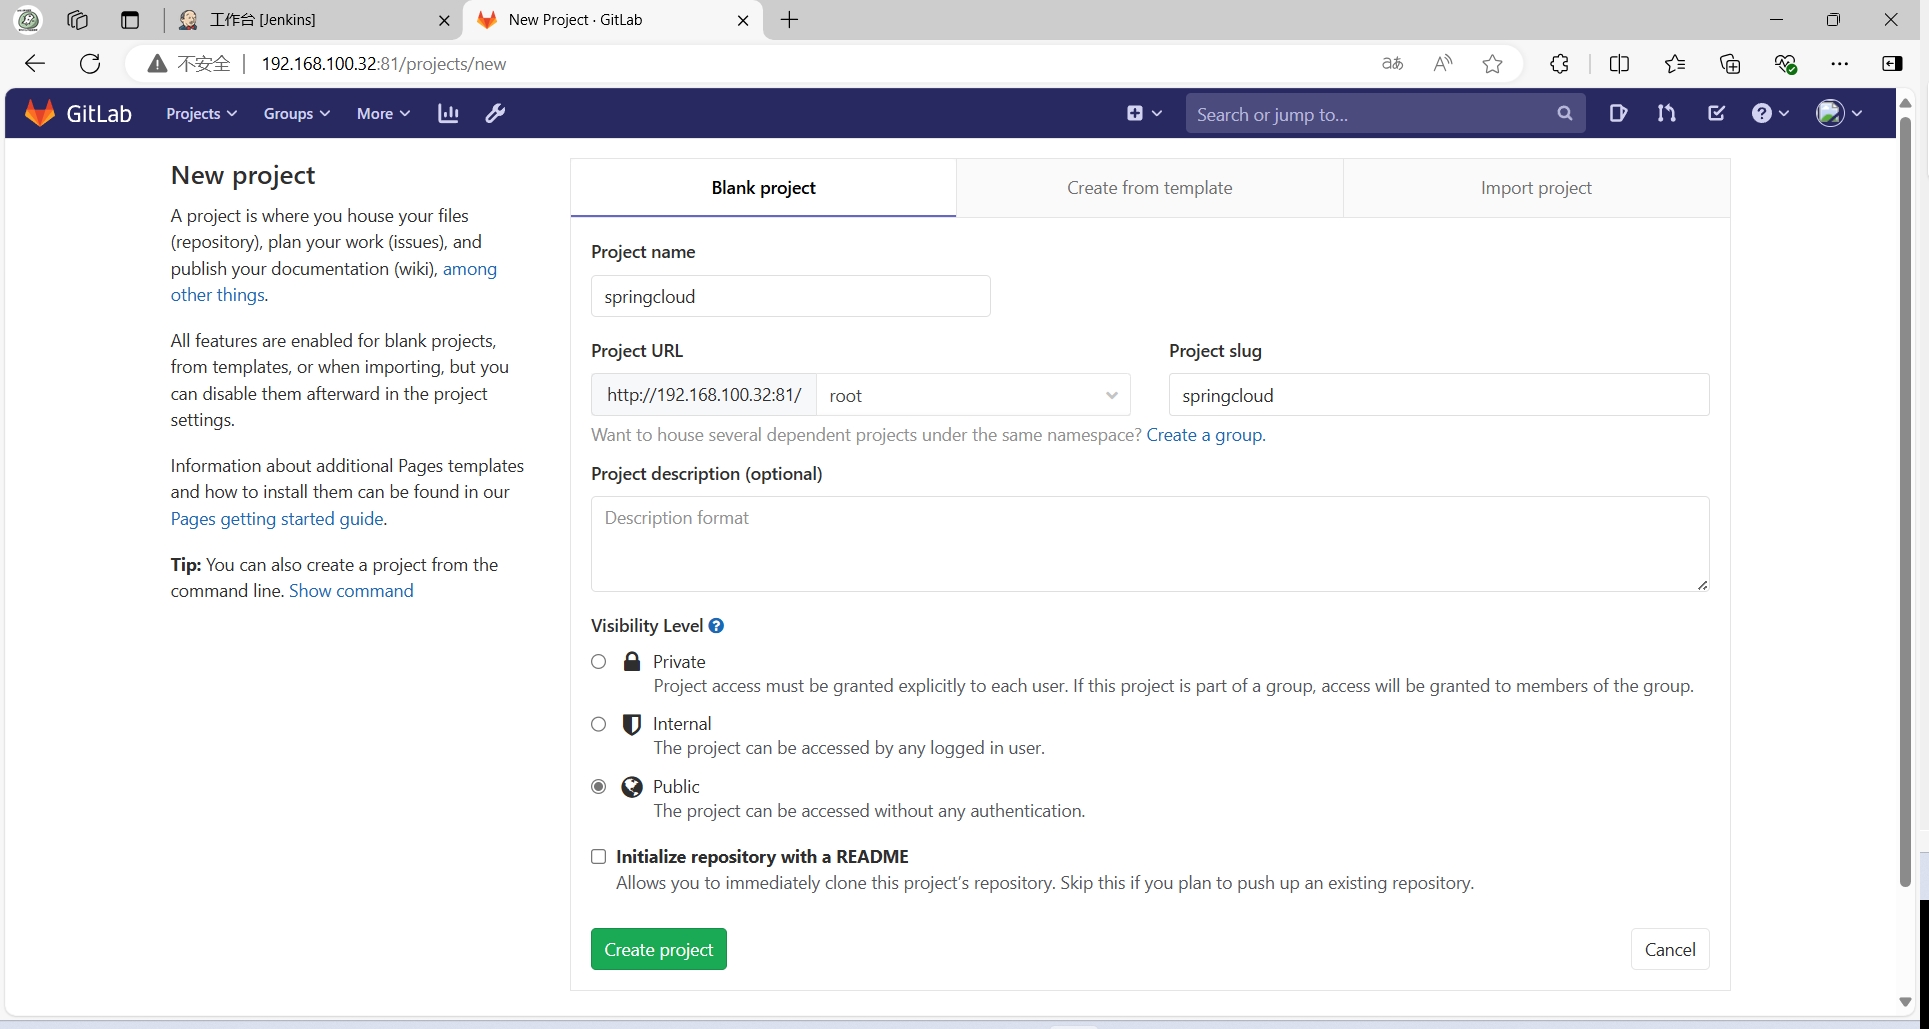 工作台 [Jenkins]
New Project · GitLab
不安全 192.168.100.32:81/projects/new
GitLab Projects Groups More Search or jump to...
New project
A project is where you house your files
(repository), plan your work (issues), and
publish your documentation (wiki), among
other things.
All features are enabled for blank projects,
from templates, or when importing, but you
can disable them afterward in the project
settings.
Information about additional Pages templates
and how to install them can be found in our
Pages getting started guide.
Tip: You can also create a project from the
command line. Show command
Blank project
Create from template
Import project
Project name
springcloud
Project URL
http://192.168.100.32:81/ root
Project slug
springcloud
Want to house several dependent projects under the same namespace? Create a group.
Project description (optional)
Description format
Visibility Level
Private
Project access must be granted explicitly to each user. If this project is part of a group, access will be granted to members of the group.
Internal
The project can be accessed by any logged in user.
Public
The project can be accessed without any authentication.
Initialize repository with a README
Allows you to immediately clone this project's repository. Skip this if you plan to push up an existing repository.
Create project
Cancel